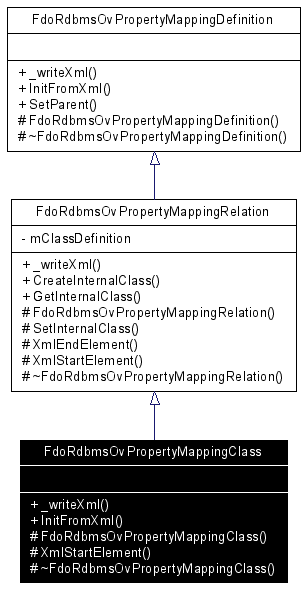 FdoRdbmsOvPropertyMappingDefinition
+ _writeXml()
+ InitFromXml()
+ SetParent()
# FdoRdbmsOvPropertyMappingDefinition()
# ~FdoRdbmsOvPropertyMappingDefinition()
FdoRdbmsOvPropertyMappingRelation
- mClassDefinition
+ _writeXml()
+ CreateInternalClass()
+ GetInternalClass()
# FdoRdbmsOvPropertyMappingRelation()
# SetInternalClass()
# XmlEndElement()
# XmlStartElement()
# ~FdoRdbmsOvPropertyMappingRelation()
FdoRdbmsOvPropertyMappingClass
+ _writeXml()
+ InitFromXml()
# FdoRdbmsOvPropertyMappingClass()
# XmlStartElement()
# ~FdoRdbmsOvPropertyMappingClass()